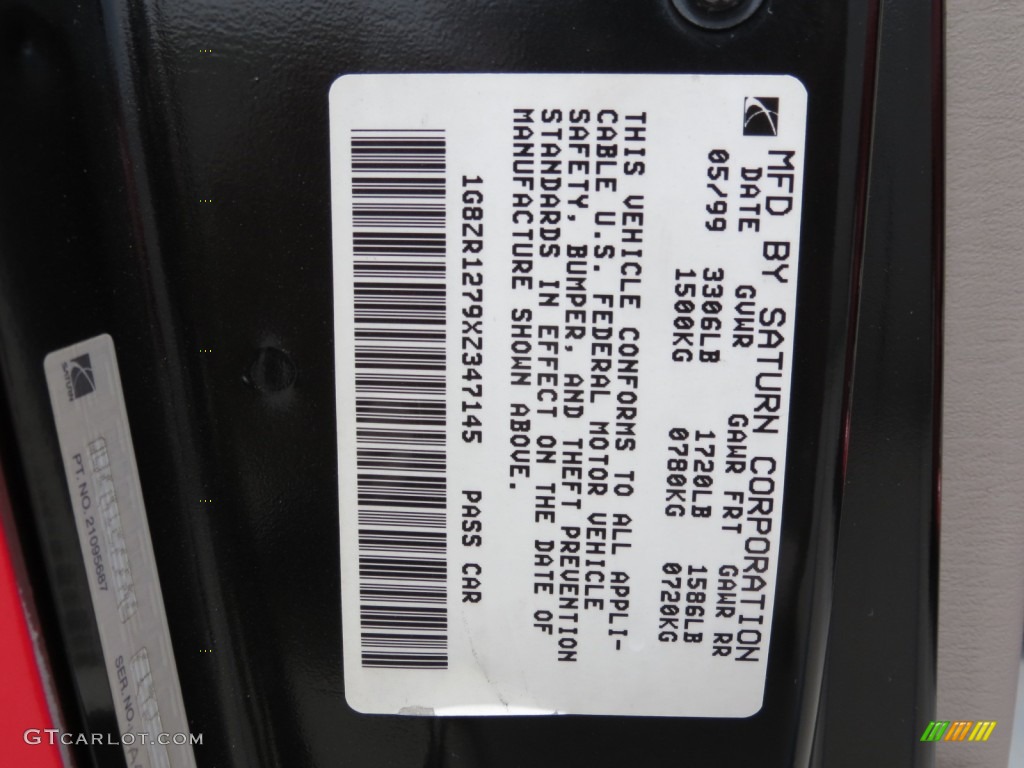 MFD BY SATURN CORPORATION
DATE GVWR GAWR FRT GAWR RR
05/99 3306LB 1720LB 1586LB
1500KG 0780KG 0720KG
THIS VEHICLE CONFORMS TO ALL APPLI-
CABLE U.S. FEDERAL MOTOR VEHICLE
SAFETY, BUMPER, AND THEFT PREVENTION
STANDARDS IN EFFECT ON THE DATE OF
MANUFACTURE SHOWN ABOVE.
1G8ZR1279XZ347145 PASS CAR
SATURN
PT. NO. 21095687
SER. NO.
GTCARLOT.COM